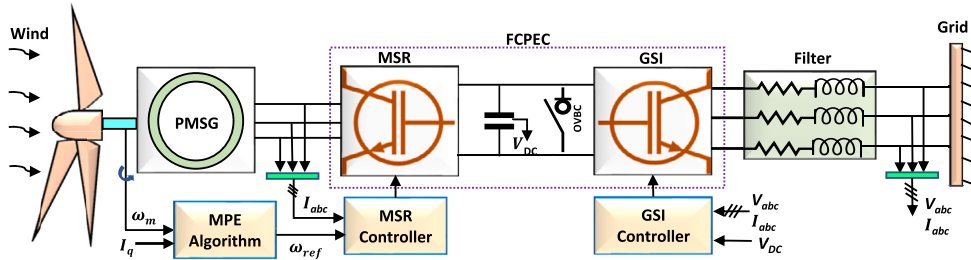 Wind
FCPEC
Grid
MSR
GSI
Filter
PMSG
OVBC
V_DC
I_abc
V_abc
I_abc
ω_m
I_q
MPE
Algorithm
ω_ref
MSR
Controller
GSI
Controller
V_abc
I_abc
V_DC